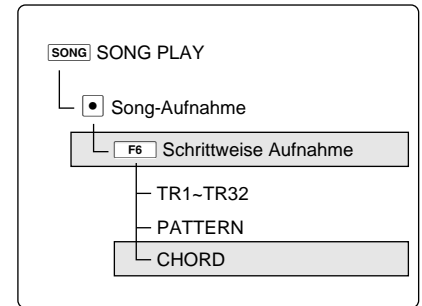 SONG SONG PLAY
Song-Aufnahme
F6 Schrittweise Aufnahme
TR1~TR32
PATTERN
CHORD